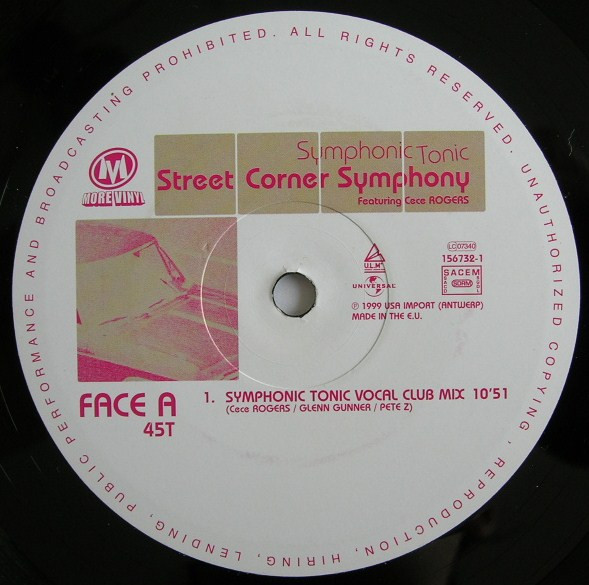 PUBLIC PERFORMANCE AND BROADCASTING PROHIBITED. ALL RIGHTS RESERVED. UNAUTHORIZED COPYING, REPRODUCTION, HIRING, LENDING,
M
MORE VINYL
Symphonic Tonic
Street Corner Symphony
Featuring Cece ROGERS
U.L.M.
UNIVERSAL
LC 07340
156732-1
SACEM
SDRM
℗ 1999 USA IMPORT (ANTWERP)
MADE IN THE E.U.
FACE A
45T
1. SYMPHONIC TONIC VOCAL CLUB MIX 10'51
(Cece ROGERS / GLENN GUNNER / PETE Z)